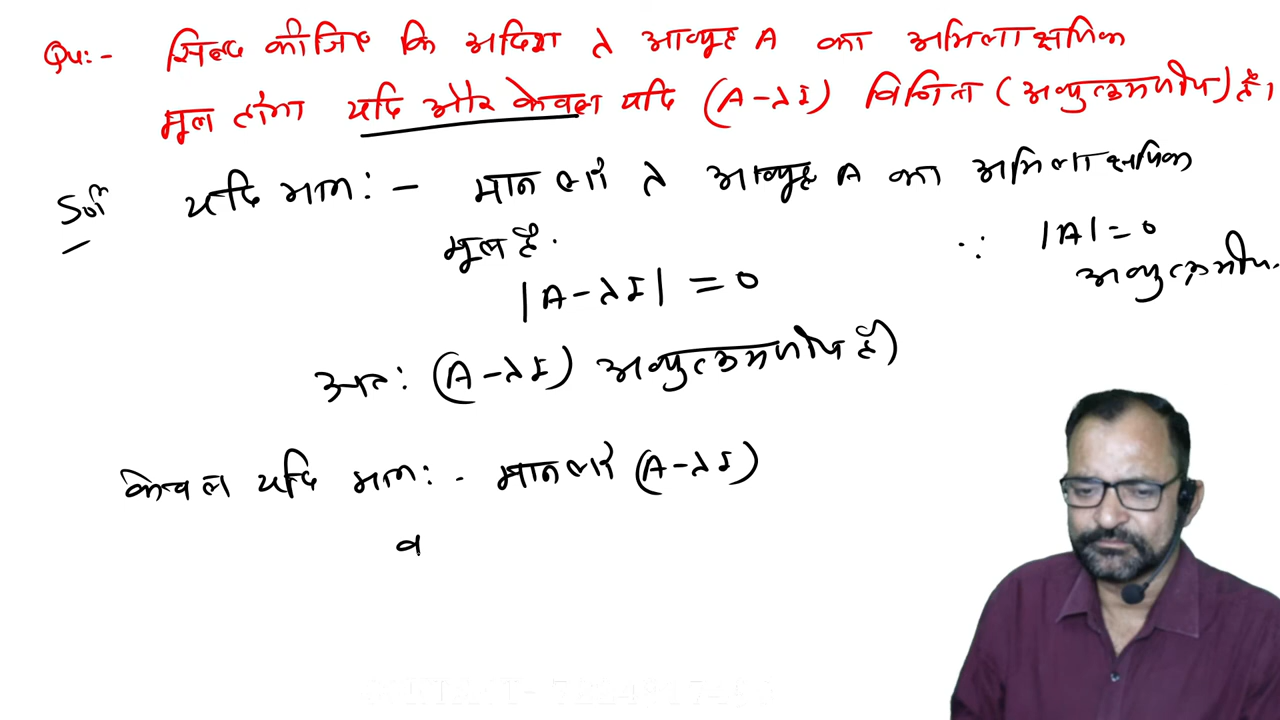 Qu:- सिद्ध कीजिए कि अदिश λ आव्यूह A का अभिलाक्षणिक
मूल होगा यदि और केवल यदि (A-λI) विचित्र (अव्युत्क्रमणीय) है।
Soln यदि भाग:- मान लो λ आव्यूह A का अभिलाक्षणिक
मूल है.
∵ |A| = 0
अव्युत्क्रमणीय.
|A-λI| = 0
अतः (A-λI) अव्युत्क्रमणीय है)
केवल यदि भाग:- मान लो (A-λI)